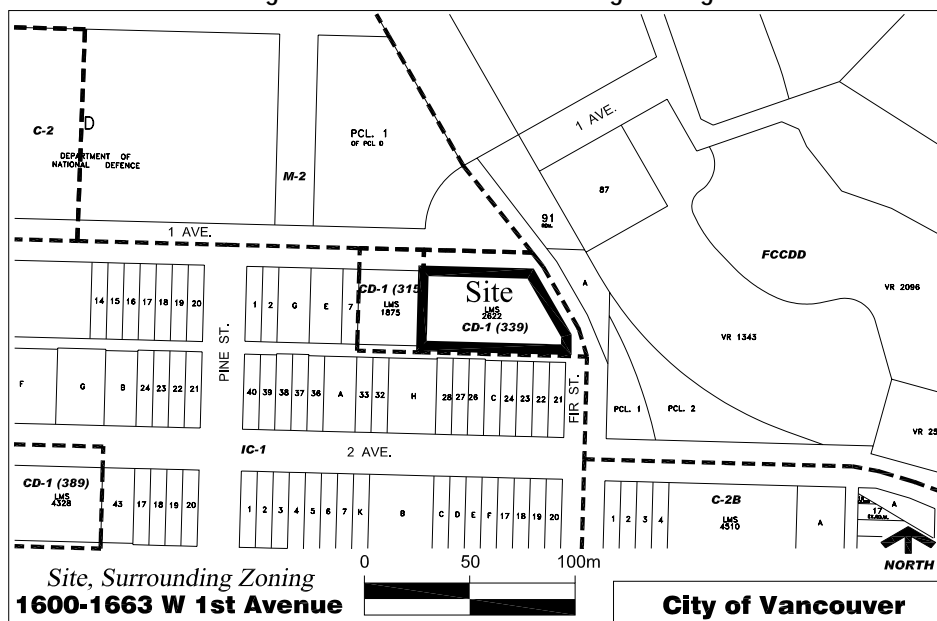 C-2
D
DEPARTMENT OF
NATIONAL DEFENCE
M-2
PCL. 1
OF PCL D
1 AVE.
87
91
FCCDD
VR 2096
1 AVE.
A
VR 1343
14 15 16 17 18 19 20
1 2 G E 7
CD-1 (315
LMS
1875
Site
LMS
2622
CD-1 (339)
PINE ST.
FIR ST.
F G B 24 23 22 21
40 39 38 37 36 A 33 32 H 28 27 26 C 24 23 22 21
PCL. 1
PCL. 2
VR 25
IC-1
2 AVE.
CD-1 (389)
LMS
4328
43 17 18 19 20
1 2 3 4 5 6 7 K B C D E F 17 18 19 20
C-2B
1 2 3 4
LMS
4510
A
A
17
NORTH
Site, Surrounding Zoning
1600-1663 W 1st Avenue
0 50 100m
City of Vancouver